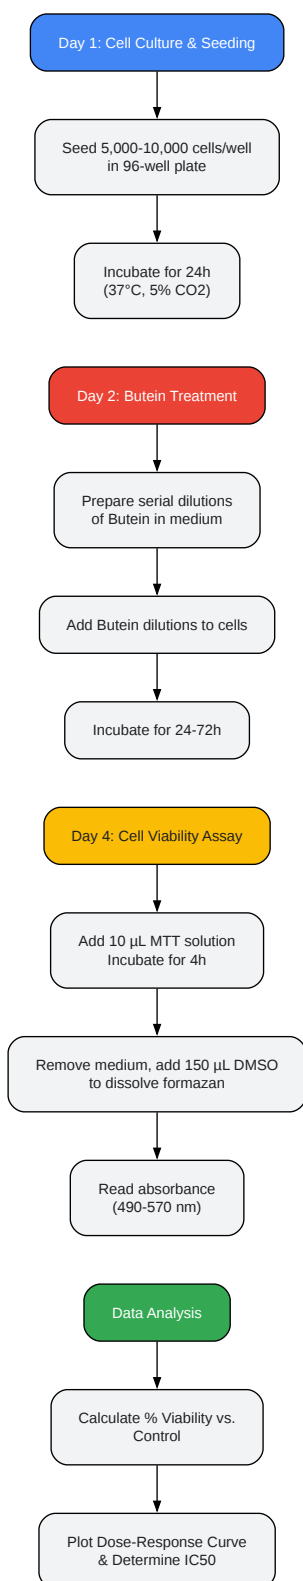 Day 1: Cell Culture & Seeding
Seed 5,000-10,000 cells/well
in 96-well plate
Incubate for 24h
(37°C, 5% CO2)
Day 2: Butein Treatment
Prepare serial dilutions
of Butein in medium
Add Butein dilutions to cells
Incubate for 24-72h
Day 4: Cell Viability Assay
Add 10 µL MTT solution
Incubate for 4h
Remove medium, add 150 µL DMSO
to dissolve formazan
Read absorbance
(490-570 nm)
Data Analysis
Calculate % Viability vs.
Control
Plot Dose-Response Curve
& Determine IC50